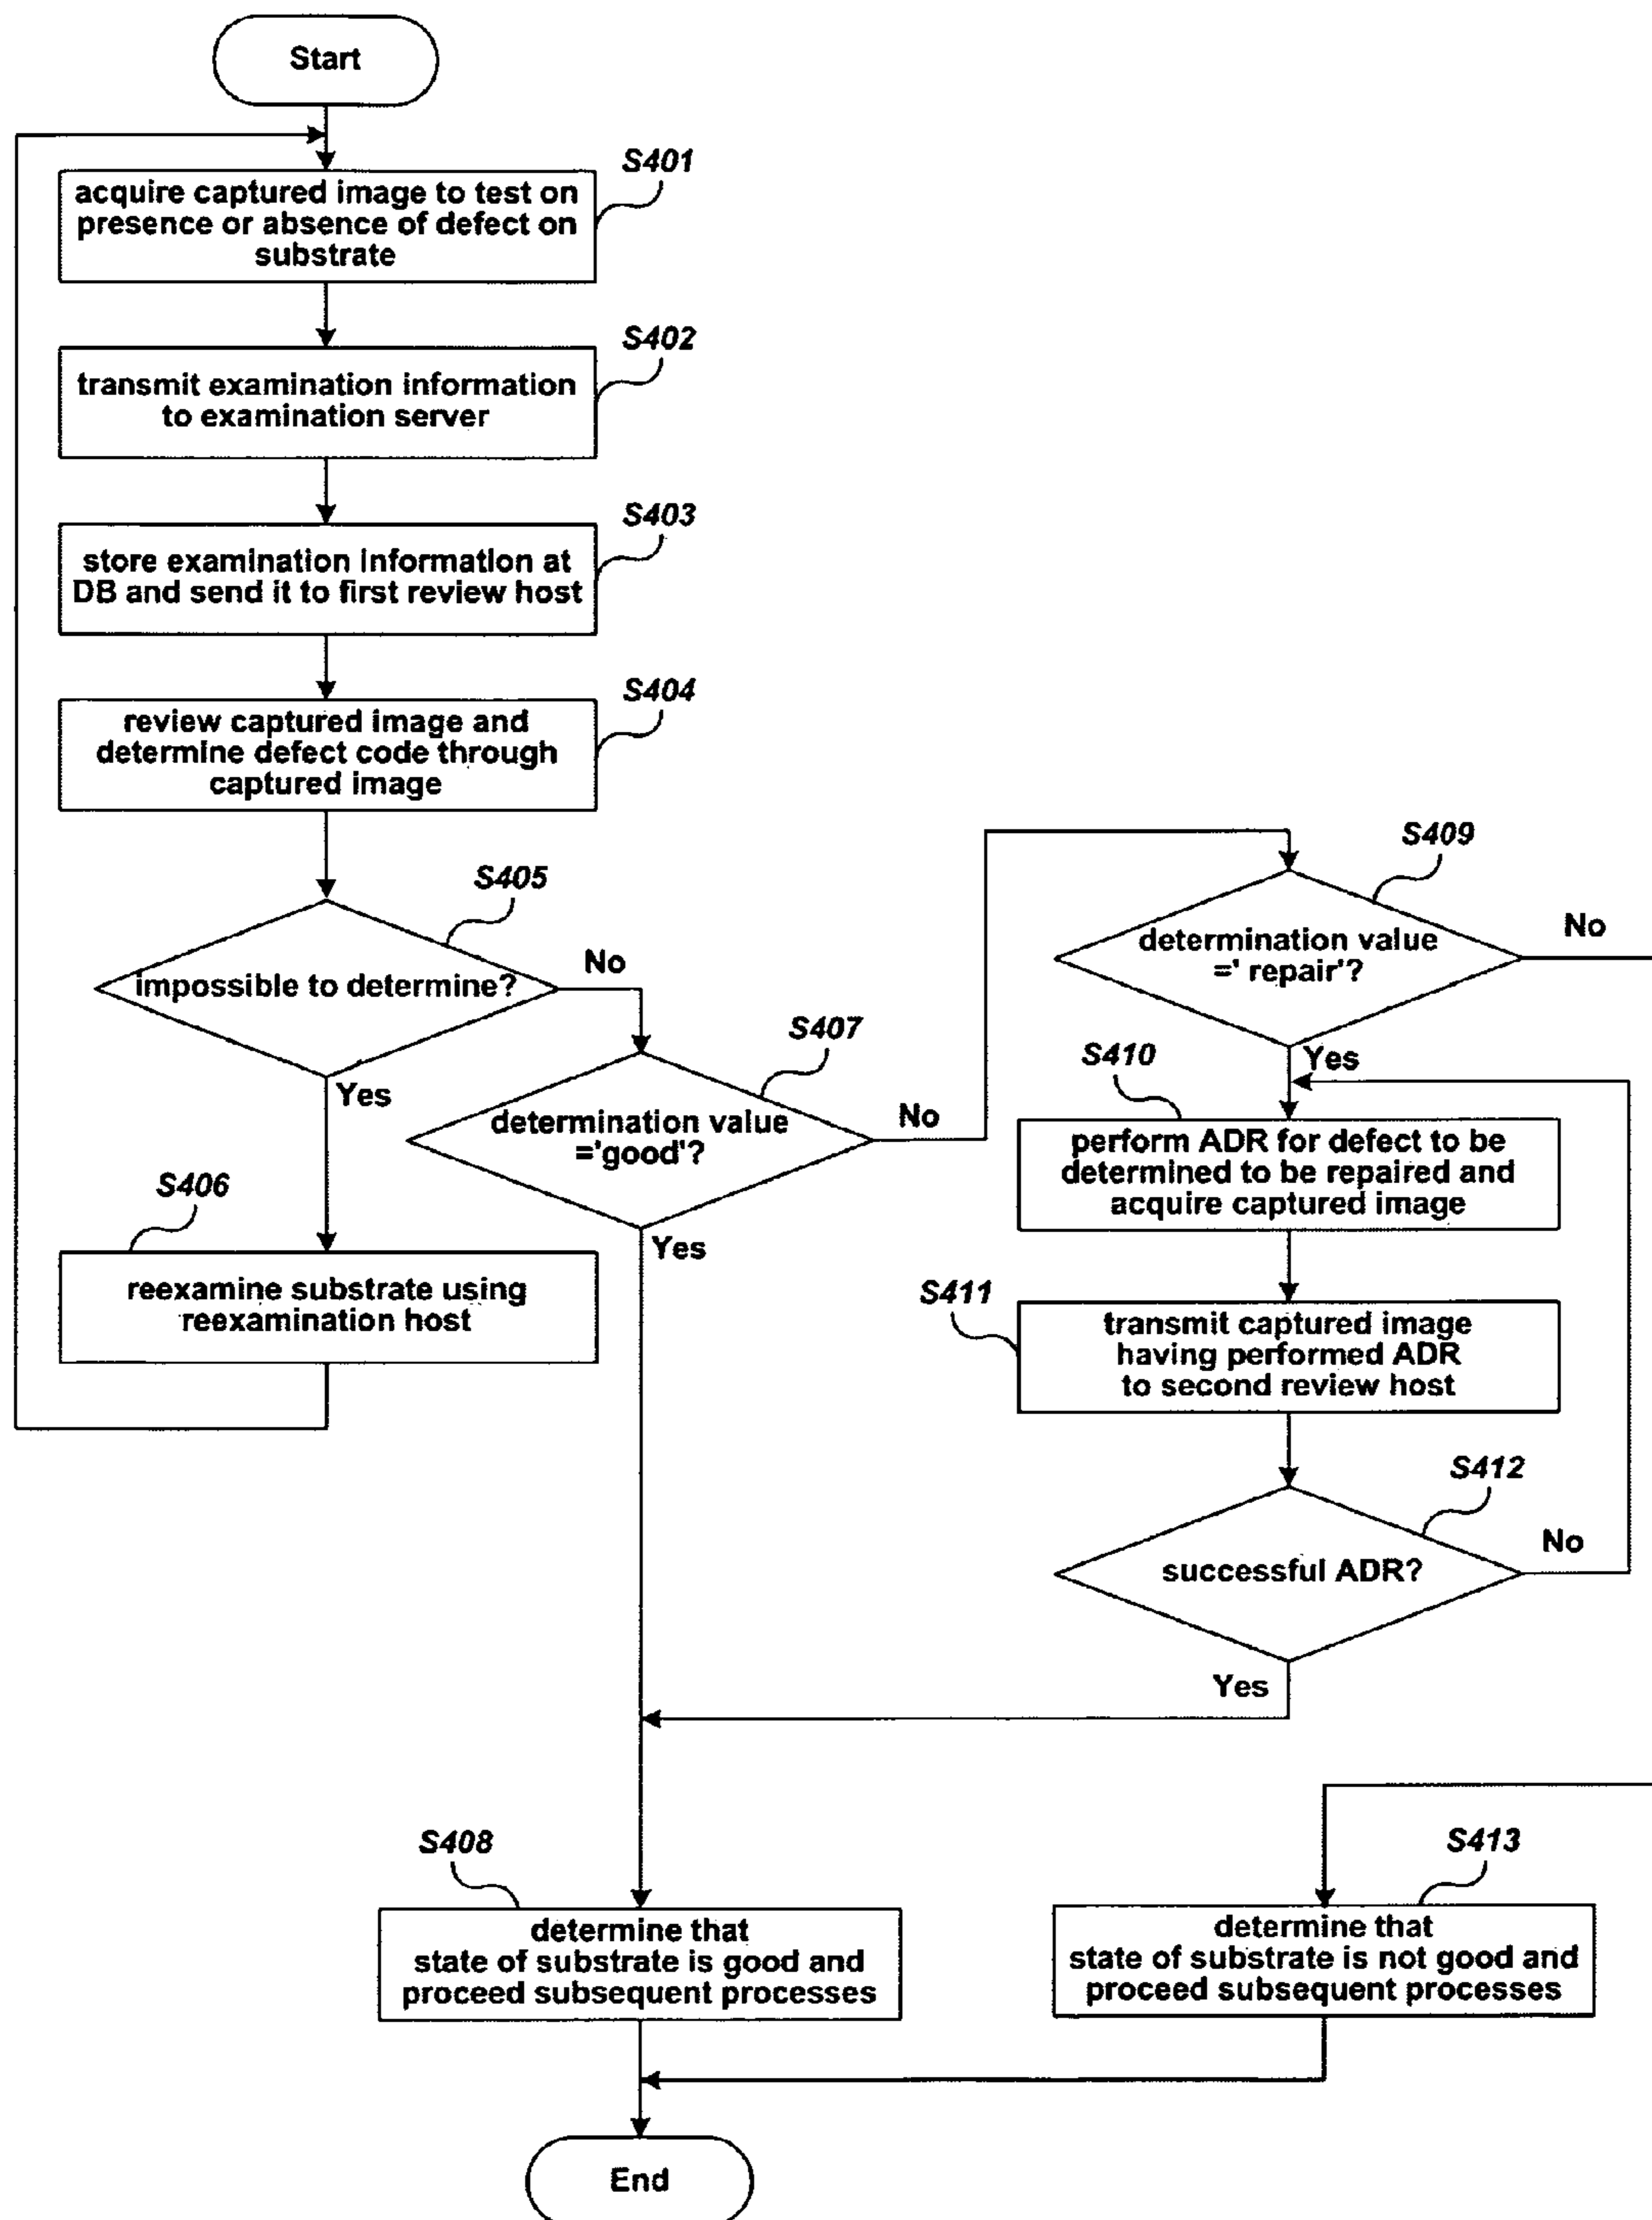 Start
S401
acquire captured image to test on
presence or absence of defect on
substrate
S402
transmit examination information
to examination server
S403
store examination information at
DB and send it to first review host
S404
review captured image and
determine defect code through
captured image
S405
impossible to determine?
No
Yes
S406
reexamine substrate using
reexamination host
S407
determination value
='good'?
No
Yes
S409
determination value
=' repair'?
No
Yes
S410
perform ADR for defect to be
determined to be repaired and
acquire captured image
S411
transmit captured image
having performed ADR
to second review host
S412
successful ADR?
No
Yes
S408
determine that
state of substrate is good and
proceed subsequent processes
S413
determine that
state of substrate is not good and
proceed subsequent processes
End